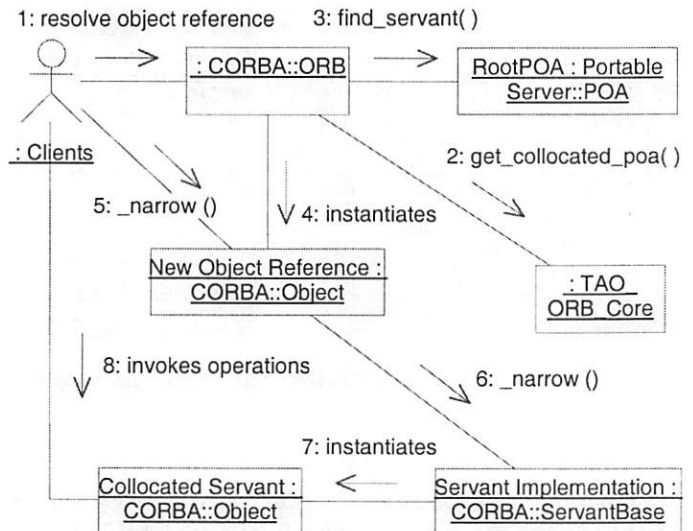 1: resolve object reference
3: find_servant( )
: CORBA::ORB
RootPOA : Portable
Server::POA
: Clients
2: get_collocated_poa( )
5: _narrow ()
4: instantiates
New Object Reference :
CORBA::Object
: TAO
ORB_Core
8: invokes operations
6: _narrow ()
7: instantiates
Collocated Servant :
CORBA::Object
Servant Implementation :
CORBA::ServantBase